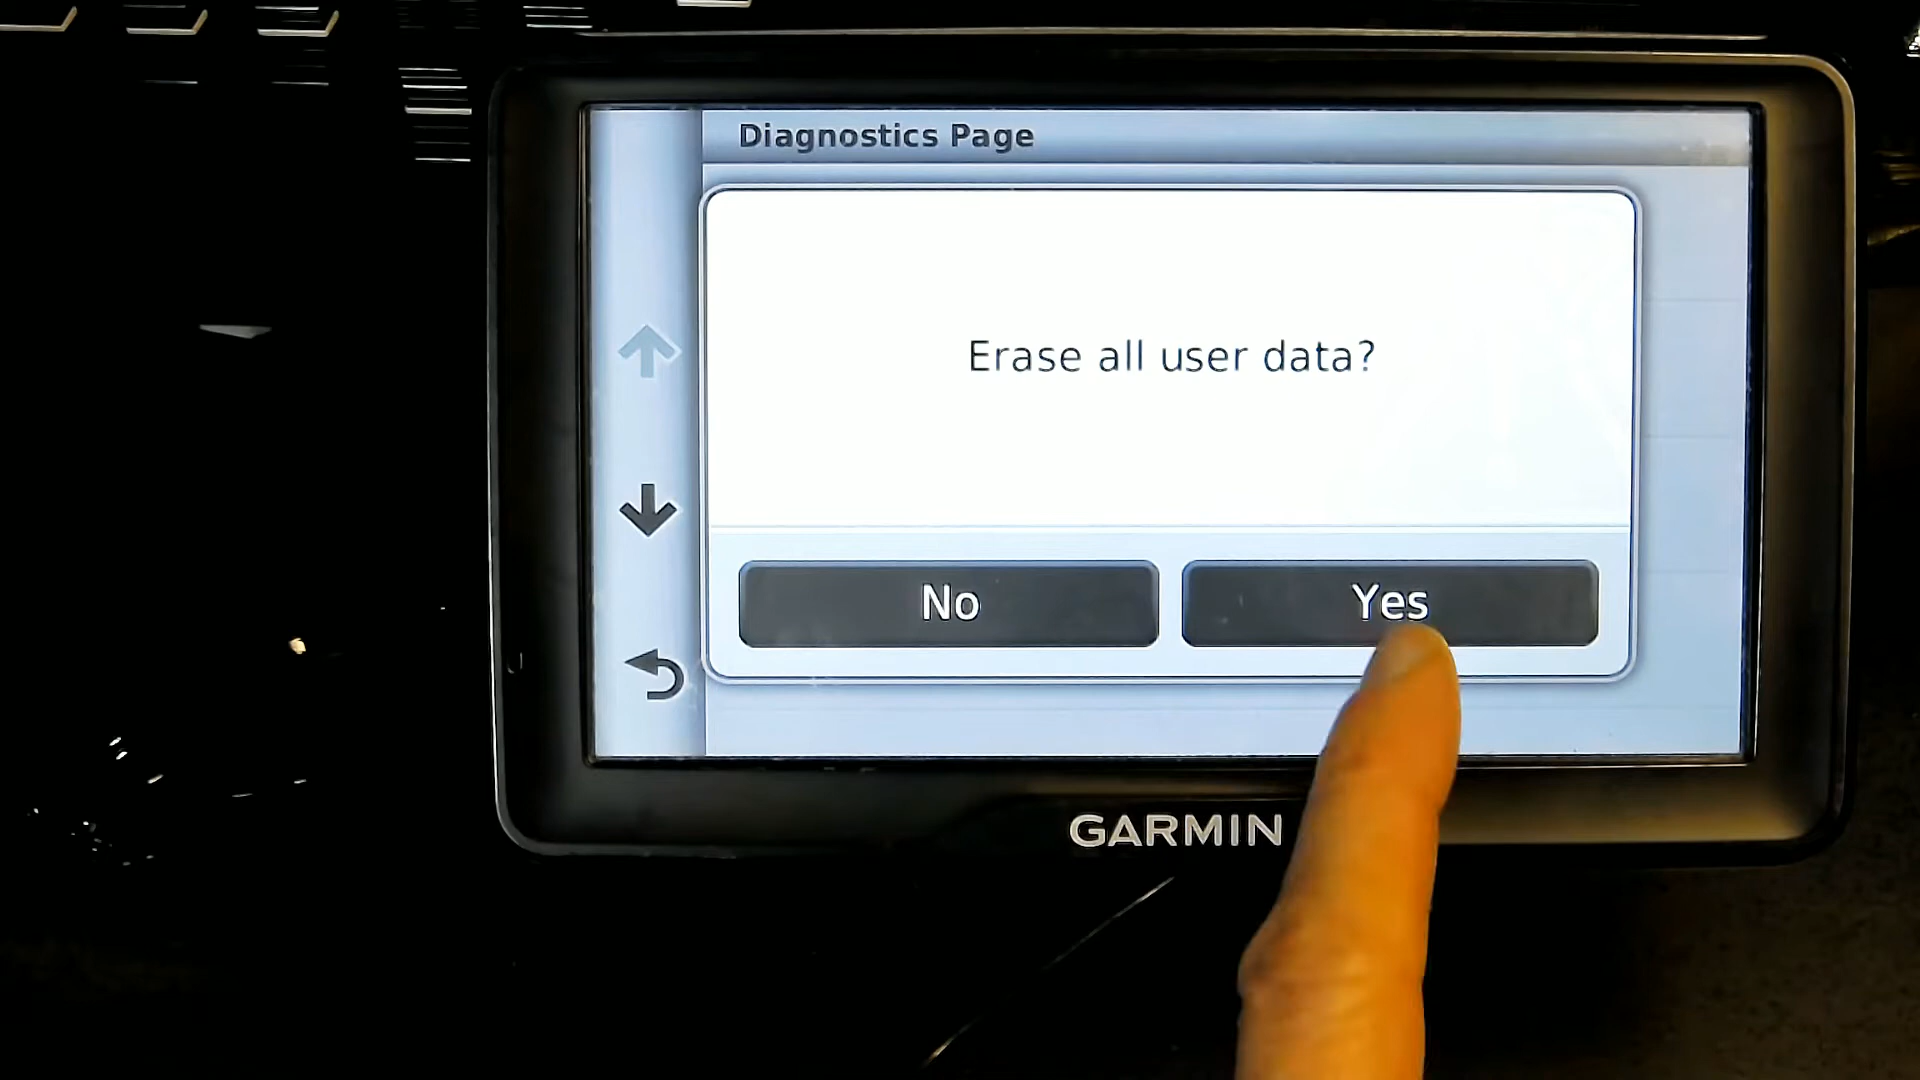 Diagnostics Page
Erase all user data?
No
Yes
GARMIN